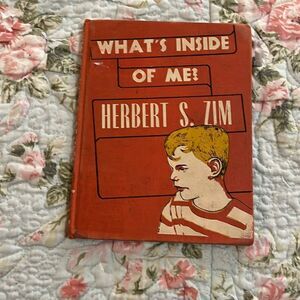 WHAT'S INSIDE
OF ME?
HERBERT S. ZIM